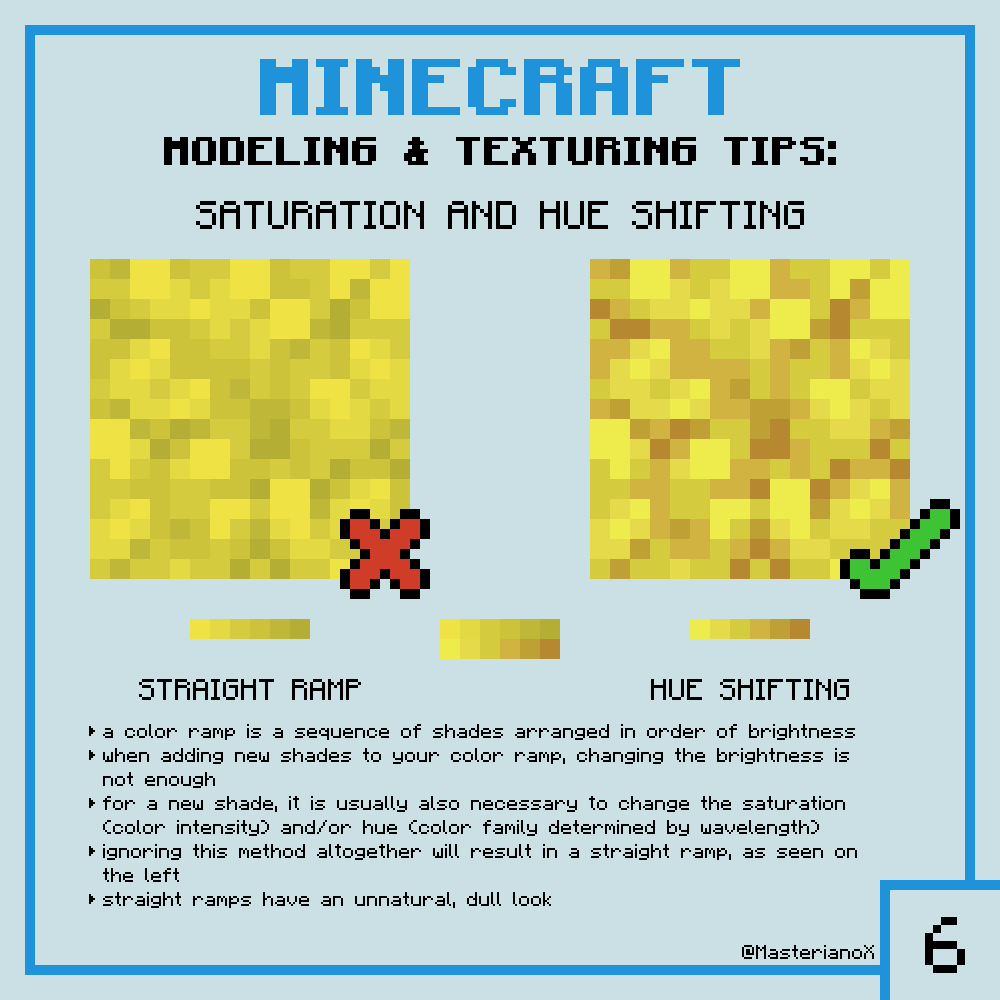 MINECRAFT
MODELING & TEXTURING TIPS:
SATURATION AND HUE SHIFTING
STRAIGHT RAMP
HUE SHIFTING
a color ramp is a sequence of shades arranged in order of brightness
when adding new shades to your color ramp, changing the brightness is
not enough
for a new shade, it is usually also necessary to change the saturation
(color intensity) and/or hue (color family determined by wavelength)
ignoring this method altogether will result in a straight ramp, as seen on
the left
straight ramps have an unnatural, dull look
@MasterianoX
6